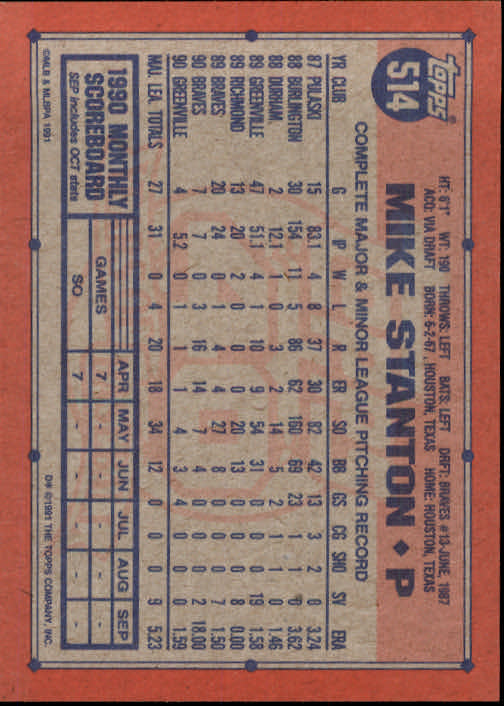 TOPPS
514
HT: 6'1" WT: 190 THROWS: LEFT BATS: LEFT DRFT: BRAVES #13-JUNE, 1987
ACQ: VIA DRAFT BORN: 6-2-67, HOUSTON, TEXAS HOME: HOUSTON, TEXAS
MIKE STANTON ♦ P
COMPLETE MAJOR & MINOR LEAGUE PITCHING RECORD
YR CLUB G IP W L R ER SO BB GS CG SHO SV ERA
87 PULASKI 15 83.1 4 8 37 30 82 42 13 3 2 0 3.24
88 BURLINGTON 30 154 11 5 86 62 160 69 23 1 1 0 3.62
88 DURHAM 2 12.1 1 0 3 2 14 5 2 1 1 0 1.46
89 GREENVILLE 47 51.1 4 1 10 9 54 31 0 0 0 19 1.58
89 RICHMOND 13 20 2 0 0 0 20 13 0 0 0 8 0.00
89 BRAVES 20 24 0 1 4 4 27 8 0 0 0 7 1.50
90 BRAVES 7 7 0 3 16 14 7 4 0 0 0 2 18.00
90 GREENVILLE 4 5.2 0 1 1 1 4 3 4 0 0 0 1.59
MAJ. LEA. TOTALS 27 31 0 4 20 18 34 12 0 0 0 9 5.23
1990 MONTHLY
SCOREBOARD
SEP includes OCT stats
APR MAY JUN JUL AUG SEP
GAMES 7 - - - - -
SO 7 - - - - -
©MLB & MLBPA 1991
D* ©1991 THE TOPPS COMPANY, INC.